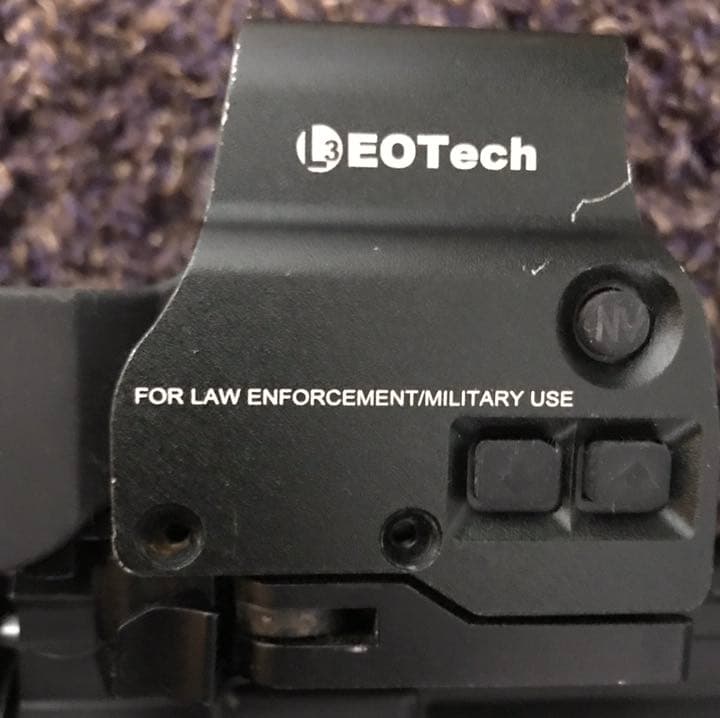 L3 EOTech
NV
FOR LAW ENFORCEMENT/MILITARY USE